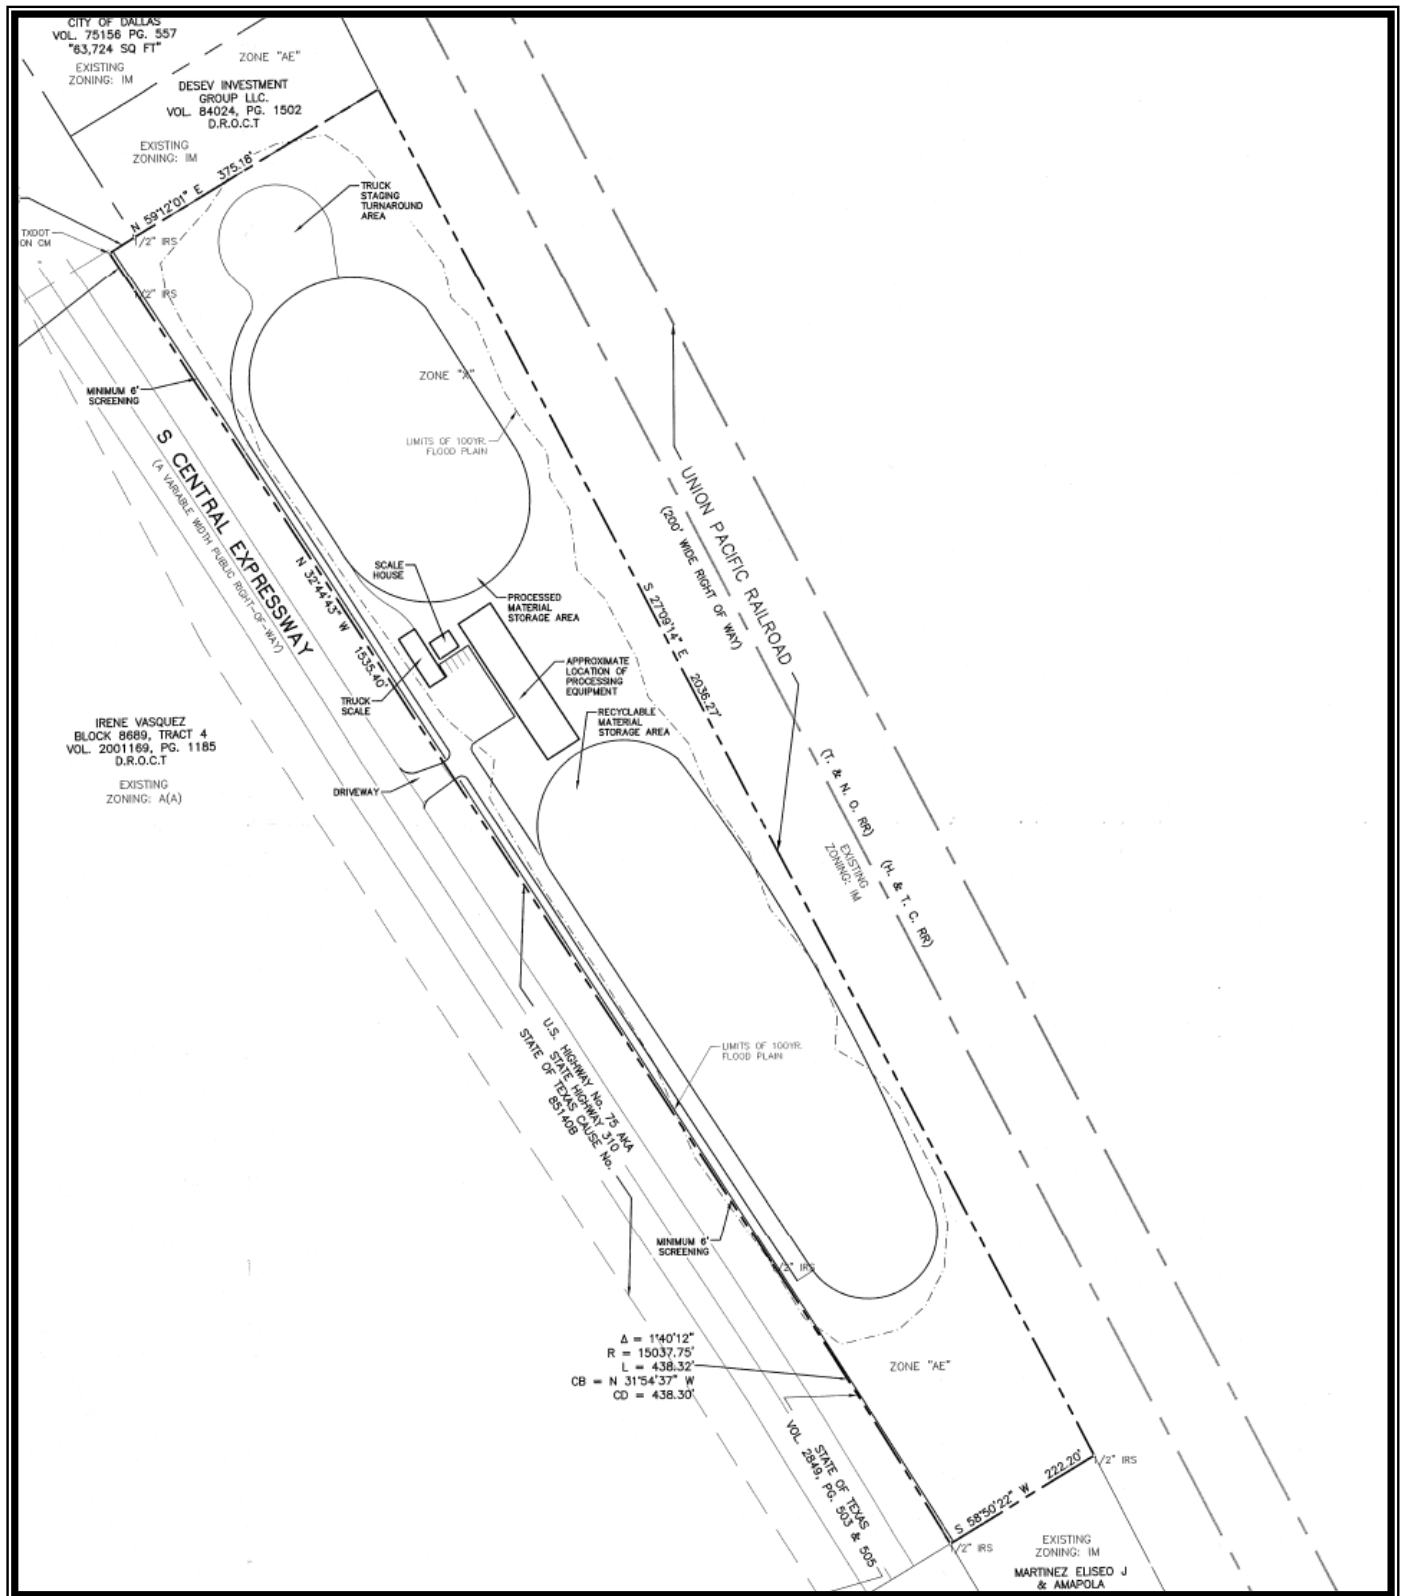 CITY OF DALLAS
VOL. 75156 PG. 557
"63,724 SQ FT"
EXISTING
ZONING: IM
ZONE "AE"
DESEV INVESTMENT
GROUP LLC.
VOL. 84024, PG. 1502
D.R.O.C.T
EXISTING
ZONING: IM
N 59°12'01" E 375.18'
TRUCK
STAGING
TURNAROUND
AREA
TXDOT
ON CM
1/2" IRS
1/2" IRS
MINIMUM 6'
SCREENING
ZONE "X"
LIMITS OF 100YR.
FLOOD PLAIN
S CENTRAL EXPRESSWAY
(A VARIABLE WIDTH PUBLIC RIGHT-OF-WAY)
UNION PACIFIC RAILROAD
(200' WIDE RIGHT OF WAY)
N 32°44'43" W 1535.40'
SCALE
HOUSE
PROCESSED
MATERIAL
STORAGE AREA
S 27°09'14" E 2036.27'
APPROXIMATE
LOCATION OF
PROCESSING
EQUIPMENT
TRUCK
SCALE
RECYCLABLE
MATERIAL
STORAGE AREA
IRENE VASQUEZ
BLOCK 8689, TRACT 4
VOL. 2001169, PG. 1185
D.R.O.C.T
EXISTING
ZONING: A(A)
DRIVEWAY
(T. & N. O. RR)
(H. & T. C. RR)
EXISTING
ZONING: IM
U.S. HIGHWAY No. 75 AKA
STATE HIGHWAY 310
STATE OF TEXAS CAUSE No.
85140B
LIMITS OF 100YR.
FLOOD PLAIN
MINIMUM 6'
SCREENING
1/2" IRS
Δ = 1°40'12"
R = 15037.75'
L = 438.32'
CB = N 31°54'37" W
CD = 438.30'
ZONE "AE"
STATE OF TEXAS
VOL. 2849, PG. 503 & 505
S 58°50'22" W 222.20'
1/2" IRS
1/2" IRS
EXISTING
ZONING: IM
MARTINEZ ELISEO J
& AMAPOLA